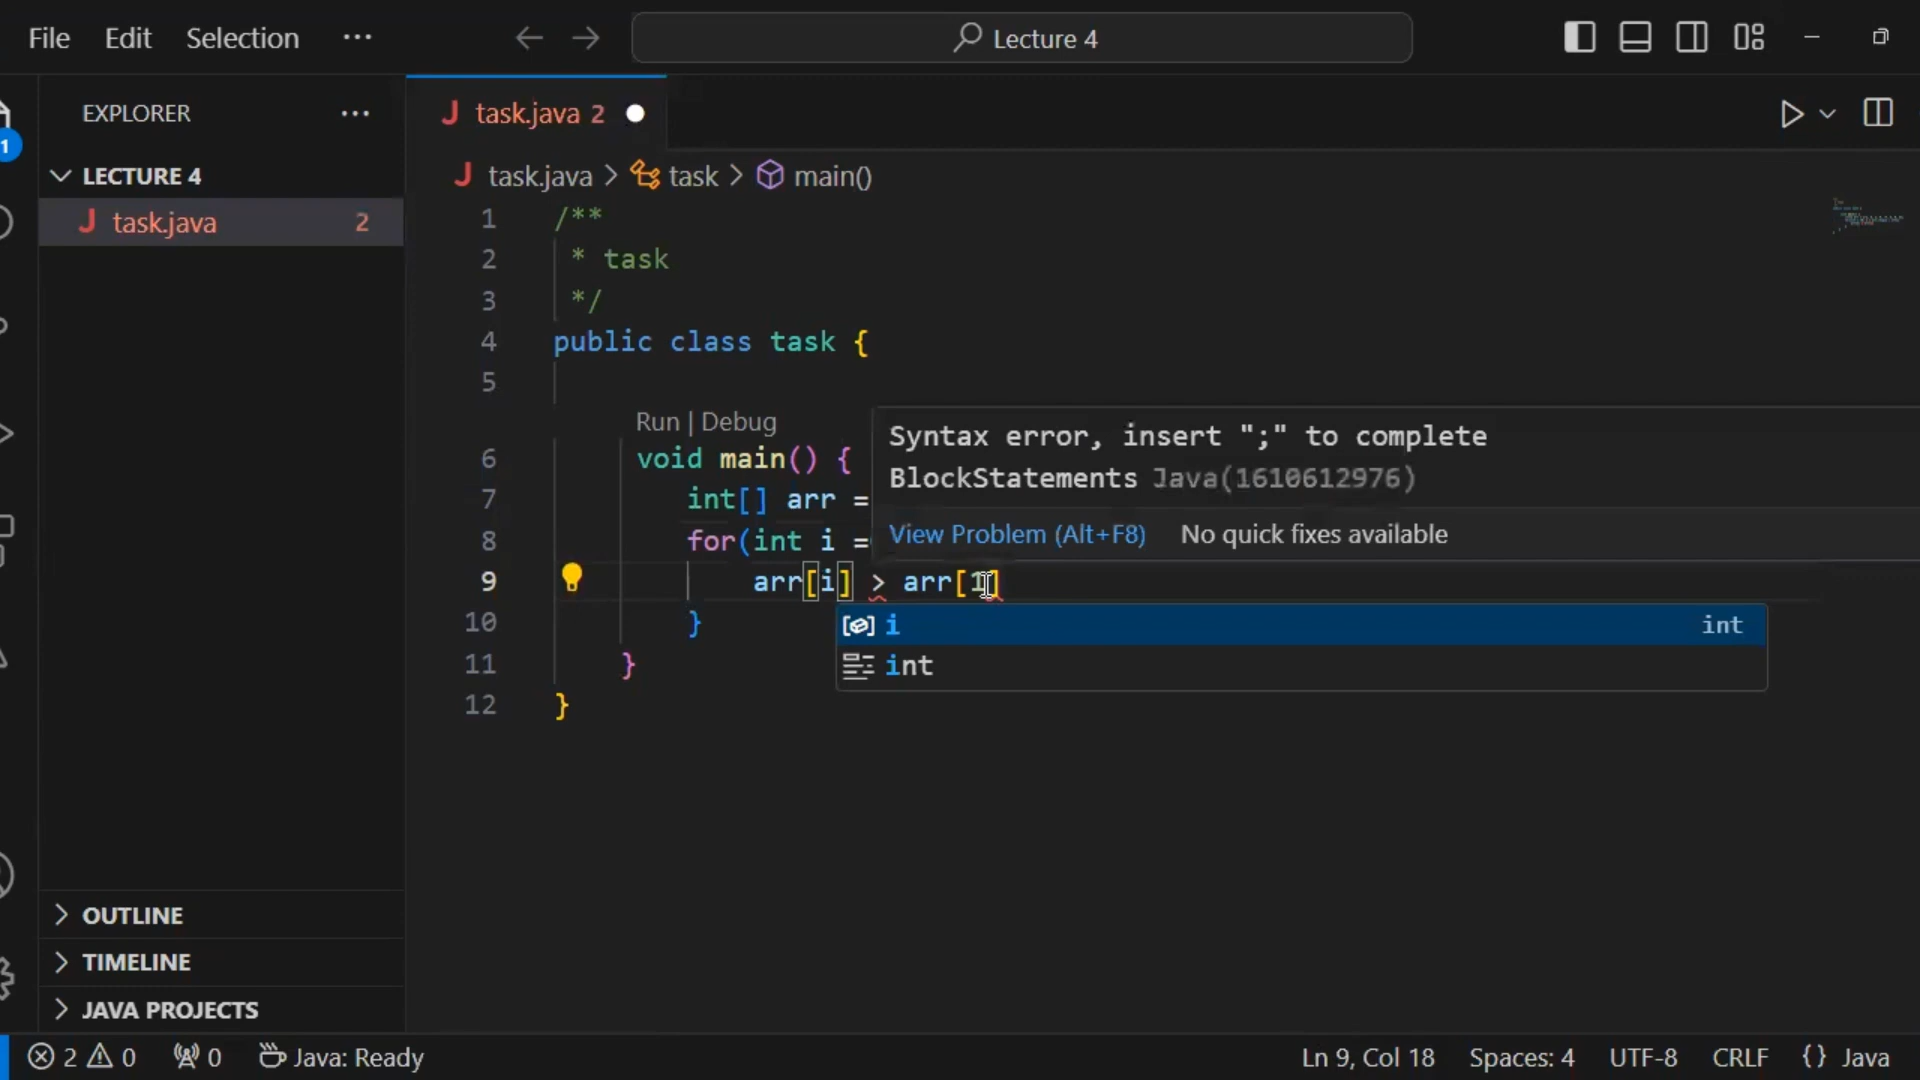 File Edit Selection ··· Lecture 4
EXPLORER ···
1
LECTURE 4
J task.java 2
J task.java 2
J task.java > task > main()
1 /**
2 * task
3 */
4 public class task {
5
Run | Debug
6 void main() {
7 int[] arr =
8 for(int i =
9 arr[i] > arr[1]
10 }
11 }
12 }
Syntax error, insert ";" to complete
BlockStatements Java(1610612976)
View Problem (Alt+F8) No quick fixes available
i int
int
OUTLINE
TIMELINE
JAVA PROJECTS
2 0 0 Java: Ready Ln 9, Col 18 Spaces: 4 UTF-8 CRLF {} Java